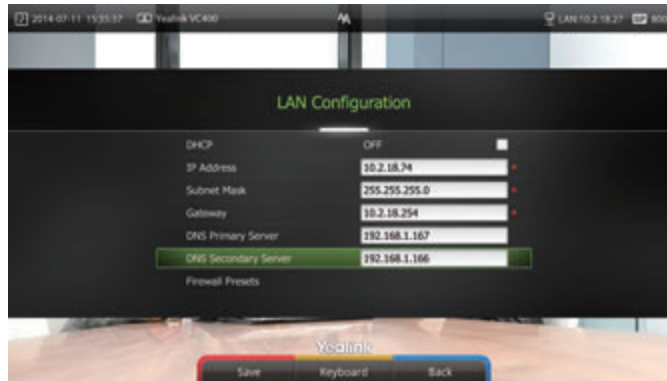 2014-07-11 15:35:37 Yealink VC400 LAN:10.2.18.27 SIP 800
LAN Configuration
DHCP OFF
IP Address 10.2.18.74 *
Subnet Mask 255.255.255.0 *
Gateway 10.2.18.254 *
DNS Primary Server 192.168.1.167
DNS Secondary Server 192.168.1.166
Firewall Presets
Yealink
Save Keyboard Back